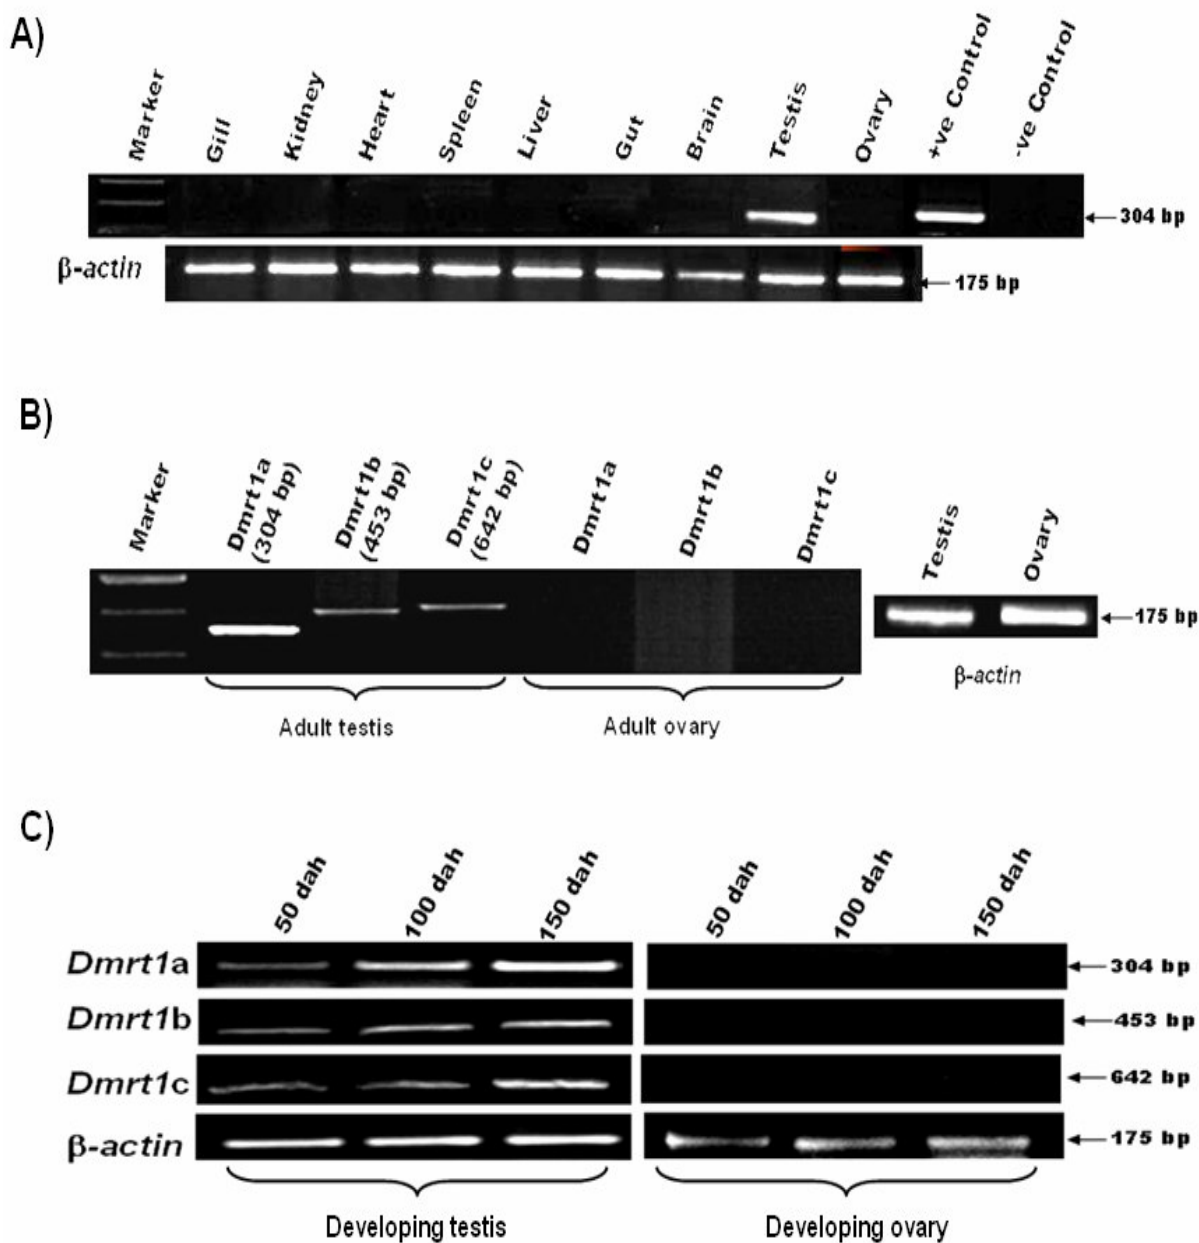 A)
Marker Gill Kidney Heart Spleen Liver Gut Brain Testis Ovary +ve Control -ve Control
304 bp
β-actin
175 bp
B)
Marker Dmrt1a (304 bp) Dmrt1b (453 bp) Dmrt1c (642 bp) Dmrt1a Dmrt1b Dmrt1c Testis Ovary
175 bp
β-actin
Adult testis Adult ovary
C)
50 dah 100 dah 150 dah 50 dah 100 dah 150 dah
Dmrt1a 304 bp
Dmrt1b 453 bp
Dmrt1c 642 bp
β-actin 175 bp
Developing testis Developing ovary